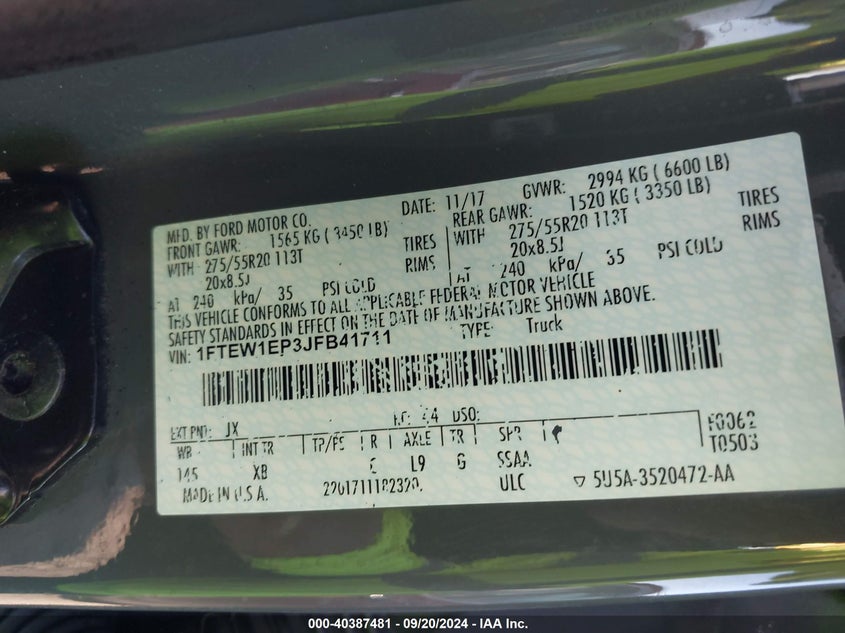 MFD. BY FORD MOTOR CO.
DATE: 11/17 GVWR: 2994 KG ( 6600 LB)
FRONT GAWR: 1565 KG ( 3450 LB)
REAR GAWR: 1520 KG ( 3350 LB)
WITH 275/55R20 113T TIRES
WITH 275/55R20 113T TIRES
20x8.5J RIMS
20x8.5J RIMS
AT 240 kPa/ 35 PSI COLD
AT 240 kPa/ 35 PSI COLD
THIS VEHICLE CONFORMS TO ALL APPLICABLE FEDERAL MOTOR VEHICLE
SAFETY STANDARDS IN EFFECT ON THE DATE OF MANUFACTURE SHOWN ABOVE.
VIN: 1FTEW1EP3JFB41711
TYPE: Truck
EXT PNT: JX RC: 44 DSO:
WB INT TR TP/PS R AXLE TR SPR
F0062
T0503
145 XB L9 G SSAA
MADE IN U.S.A. ULC 5U5A-3520472-AA
000-40387481 - 09/20/2024 - IAA Inc.